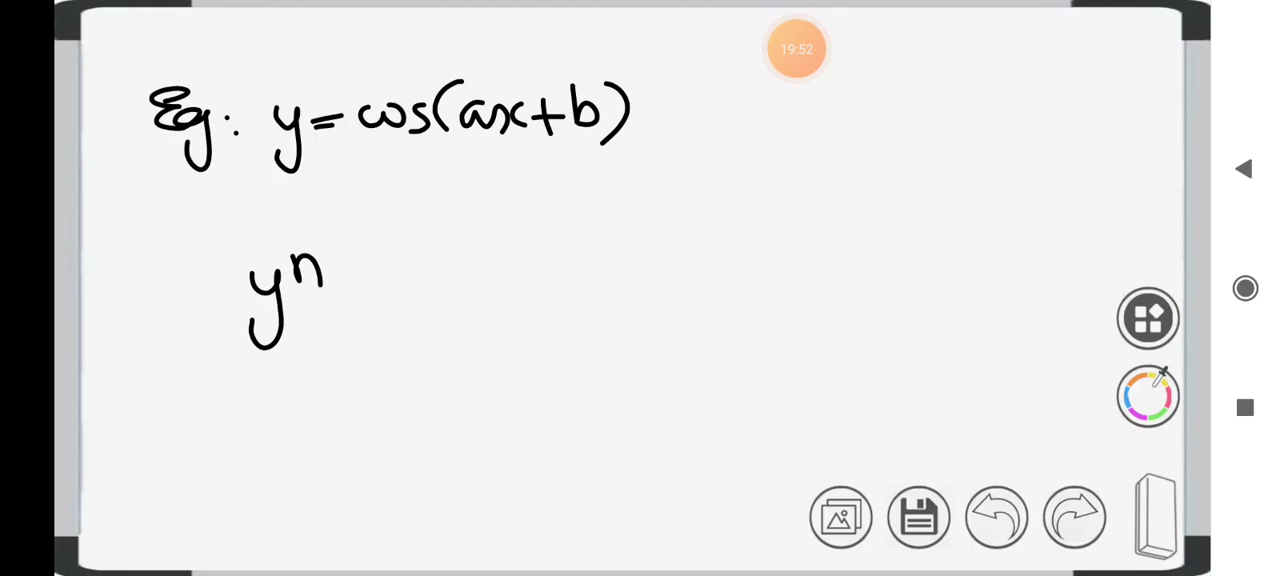 19:52
Eg: y = cos(ax+b)
yⁿ